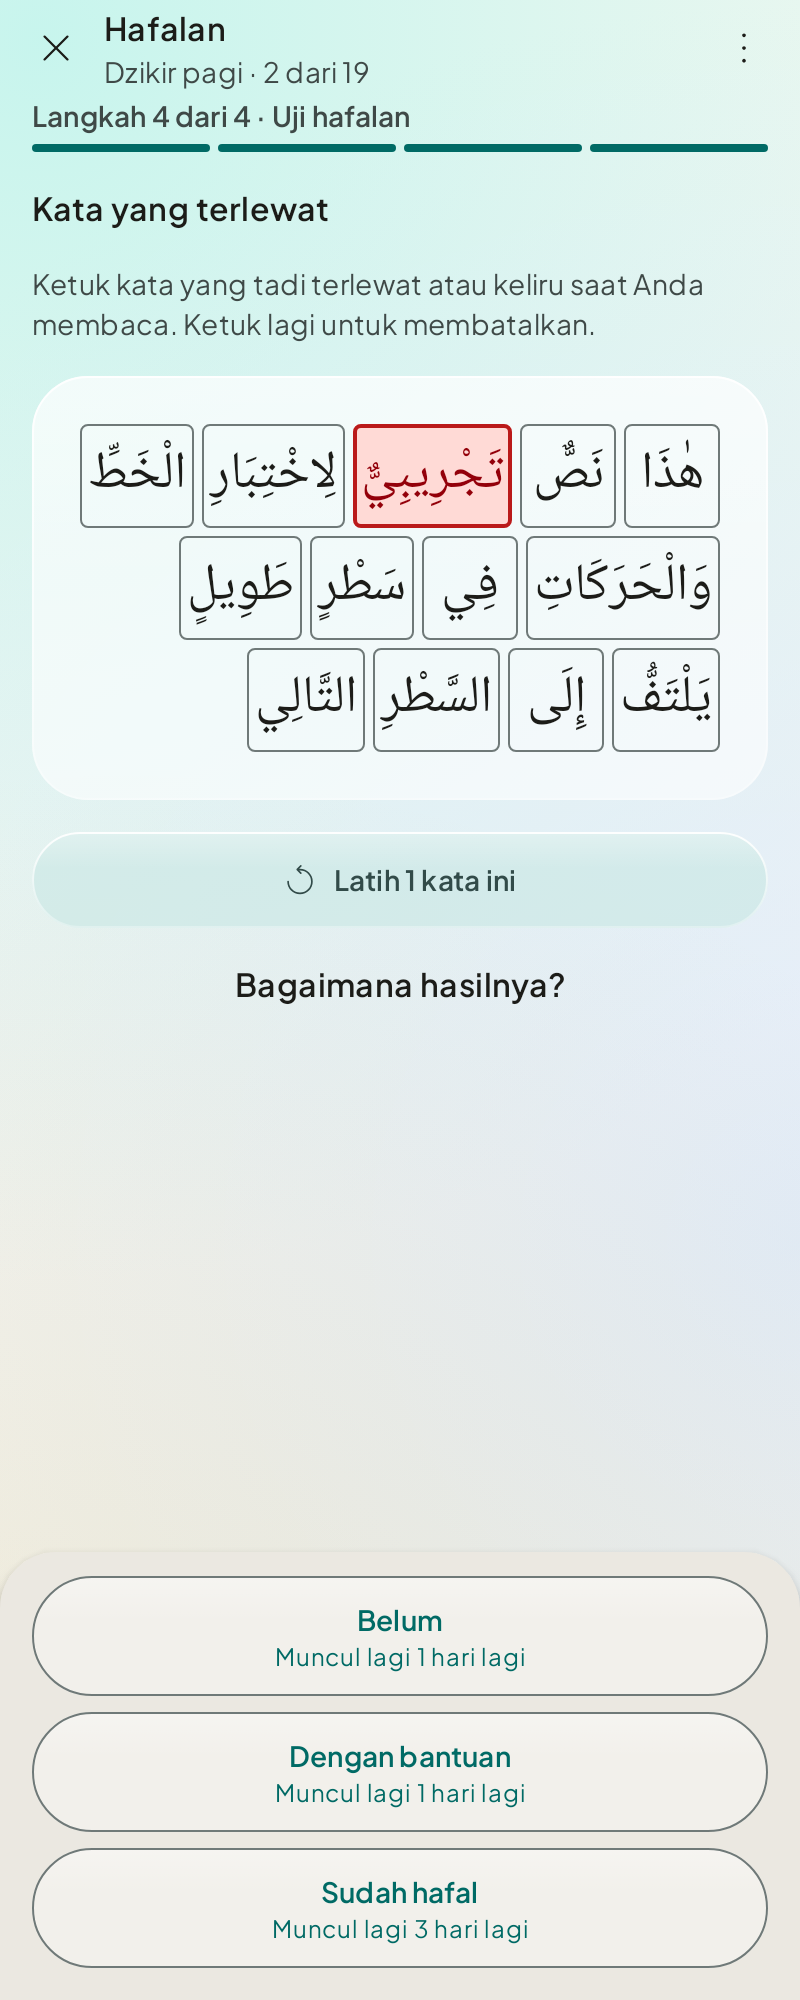 Hafalan
Dzikir pagi · 2 dari 19
Langkah 4 dari 4 · Uji hafalan
Kata yang terlewat
Ketuk kata yang tadi terlewat atau keliru saat Anda
membaca. Ketuk lagi untuk membatalkan.
هٰذَا نَصٌّ تَجْرِيبِيٌّ لِاخْتِبَارِ الْخَطِّ
وَالْحَرَكَاتِ فِي سَطْرٍ طَوِيلٍ
يَلْتَفُّ إِلَى السَّطْرِ التَّالِي
Latih 1 kata ini
Bagaimana hasilnya?
Belum
Muncul lagi 1 hari lagi
Dengan bantuan
Muncul lagi 1 hari lagi
Sudah hafal
Muncul lagi 3 hari lagi